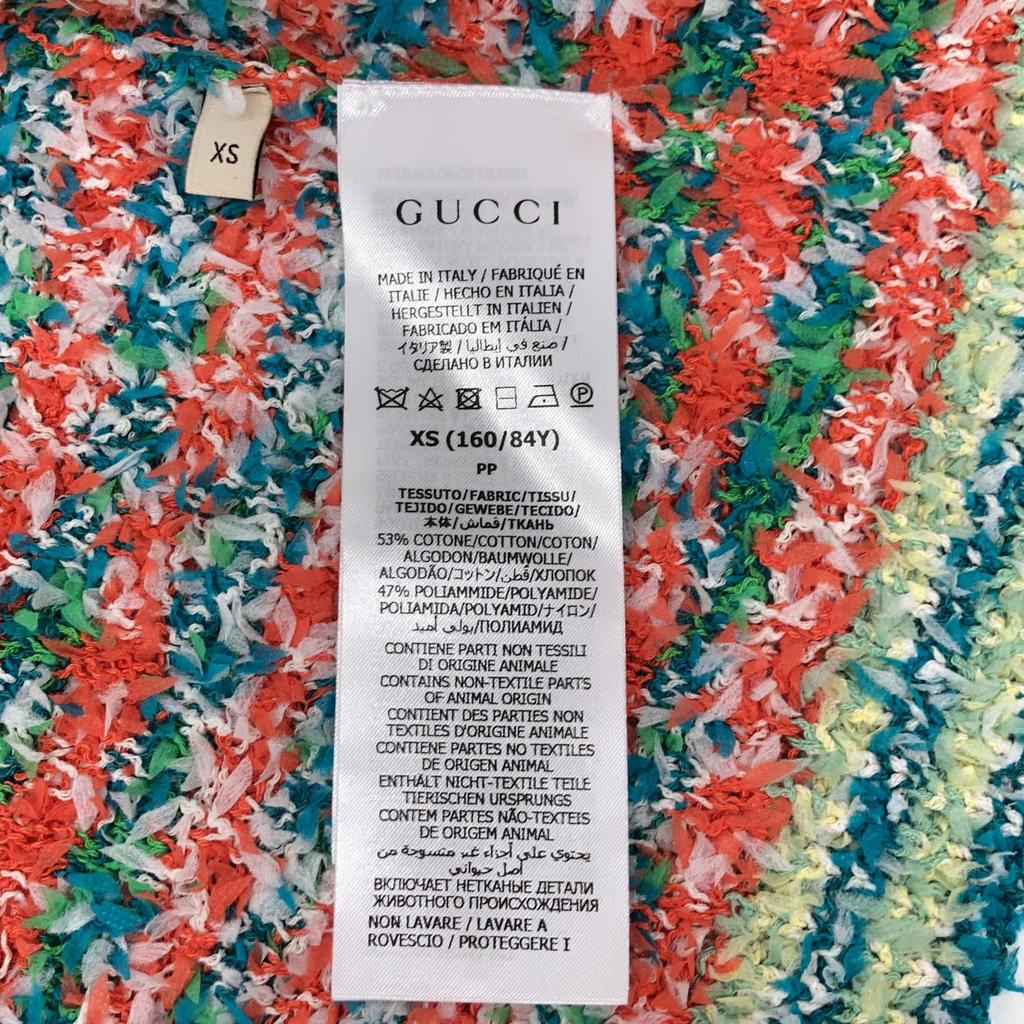 XS
GUCCI
MADE IN ITALY / FABRIQUÉ EN
ITALIE / HECHO EN ITALIA /
HERGESTELLT IN ITALIEN /
FABRICADO EM ITÁLIA /
イタリア製 / صنع في إيطاليا /
СДЕЛАНО В ИТАЛИИ
P
XS (160/84Y)
PP
TESSUTO/FABRIC/TISSU/
TEJIDO/GEWEBE/TECIDO/
本体/قماش/ТКАНЬ
53% COTONE/COTTON/COTON/
ALGODON/BAUMWOLLE/
ALGODÃO/コットン/قطن/ХЛОПОК
47% POLIAMMIDE/POLYAMIDE/
POLIAMIDA/POLYAMID/ナイロン/
بولي أميد/ПОЛИАМИД
CONTIENE PARTI NON TESSILI
DI ORIGINE ANIMALE
CONTAINS NON-TEXTILE PARTS
OF ANIMAL ORIGIN
CONTIENT DES PARTIES NON
TEXTILES D'ORIGINE ANIMALE
CONTIENE PARTES NO TEXTILES
DE ORIGEN ANIMAL
ENTHÄLT NICHT-TEXTILE TEILE
TIERISCHEN URSPRUNGS
CONTEM PARTES NÃO-TEXTEIS
DE ORIGEM ANIMAL
يحتوي على أجزاء غير منسوجة من
أصل حيواني
ВКЛЮЧАЕТ НЕТКАНЫЕ ДЕТАЛИ
ЖИВОТНОГО ПРОИСХОЖДЕНИЯ
NON LAVARE / LAVARE A
ROVESCIO / PROTEGGERE I